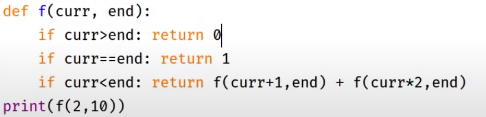 def f(curr, end):
    if curr>end: return 0
    if curr==end: return 1
    if curr<end: return f(curr+1,end) + f(curr*2,end)
print(f(2,10))